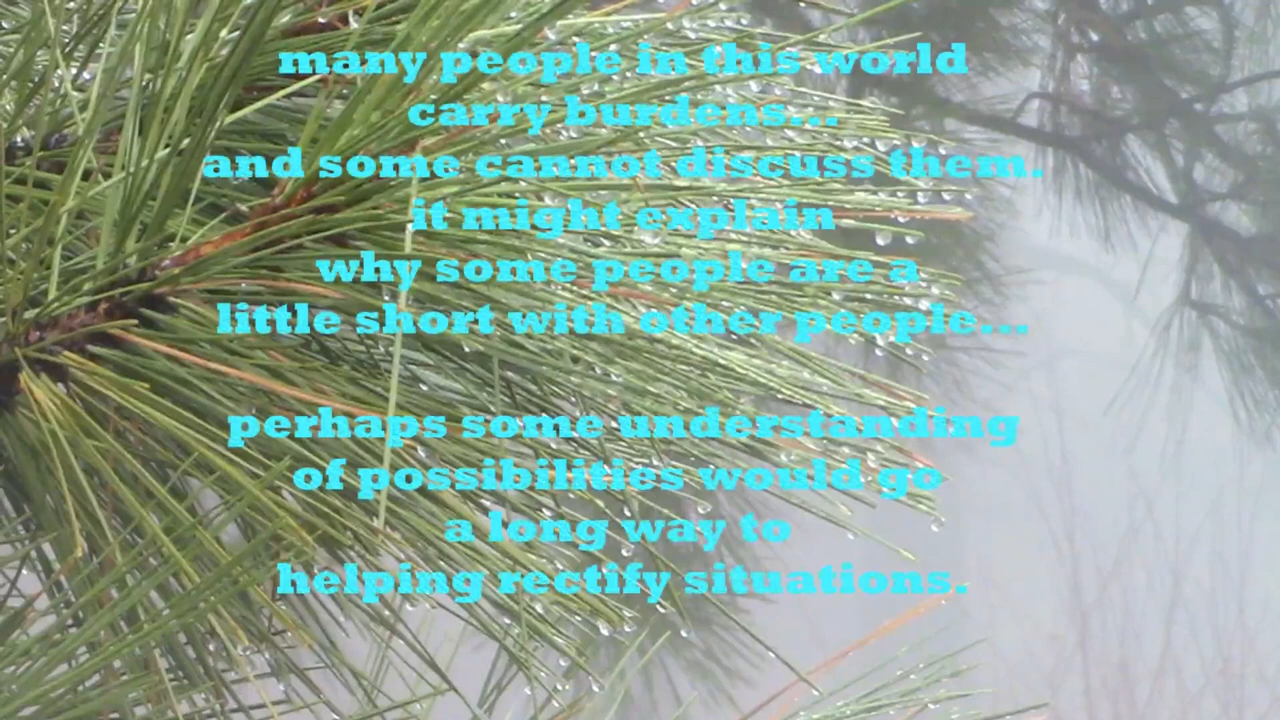 many people in this world
carry burdens...
and some cannot discuss them.
it might explain
why some people are a
little short with other people...
perhaps some understanding
of possibilities would go
a long way to
helping rectify situations.